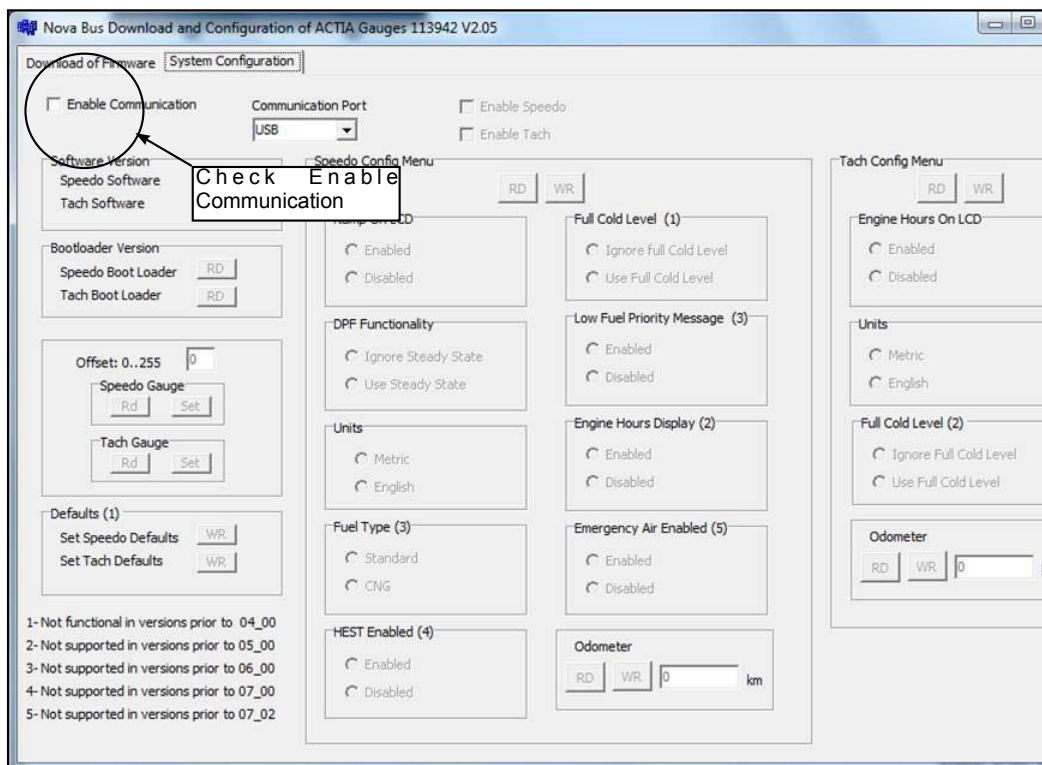 Nova Bus Download and Configuration of ACTIA Gauges 113942 V2.05
Download of Firmware
System Configuration
Enable Communication
Communication Port
USB
Enable Speedo
Enable Tach
Check Enable
Communication
Software Version
Speedo Software
Tach Software
Bootloader Version
Speedo Boot Loader RD
Tach Boot Loader RD
Offset: 0..255 0
Speedo Gauge
Rd Set
Tach Gauge
Rd Set
Defaults (1)
Set Speedo Defaults WR
Set Tach Defaults WR
1- Not functional in versions prior to 04_00
2- Not supported in versions prior to 05_00
3- Not supported in versions prior to 06_00
4- Not supported in versions prior to 07_00
5- Not supported in versions prior to 07_02
Speedo Config Menu
RD WR
On LCD
Enabled
Disabled
DPF Functionality
Ignore Steady State
Use Steady State
Units
Metric
English
Fuel Type (3)
Standard
CNG
HEST Enabled (4)
Enabled
Disabled
Full Cold Level (1)
Ignore full Cold Level
Use Full Cold Level
Low Fuel Priority Message (3)
Enabled
Disabled
Engine Hours Display (2)
Enabled
Disabled
Emergency Air Enabled (5)
Enabled
Disabled
Odometer
RD WR 0 km
Tach Config Menu
RD WR
Engine Hours On LCD
Enabled
Disabled
Units
Metric
English
Full Cold Level (2)
Ignore Full Cold Level
Use Full Cold Level
Odometer
RD WR 0